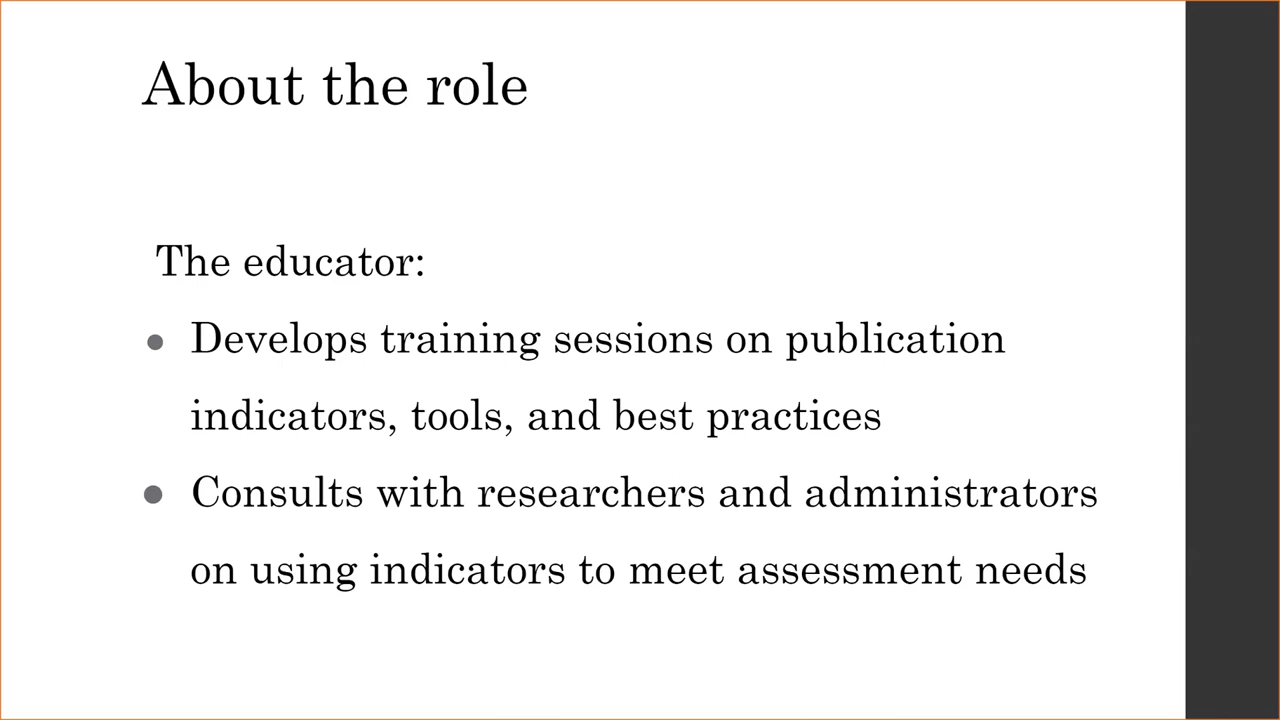 About the role
The educator:
● Develops training sessions on publication
indicators, tools, and best practices
● Consults with researchers and administrators
on using indicators to meet assessment needs